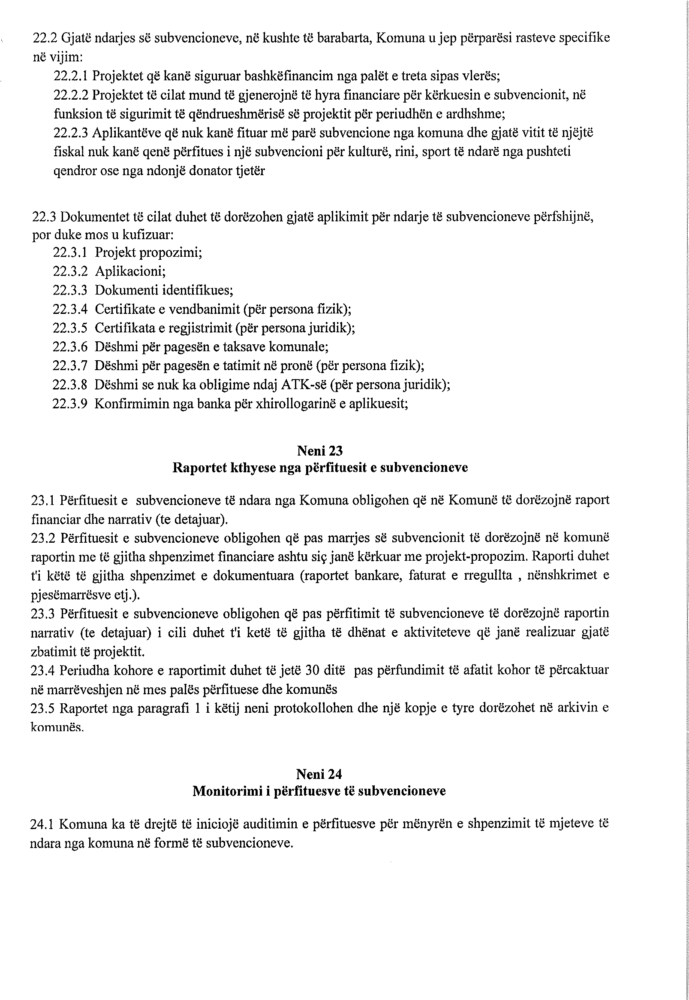 22.2 Gjatë ndarjes së subvencioneve, në kushte të barabarta, Komuna u jep përparësi rasteve specifike
në vijim:
22.2.1 Projektet që kanë siguruar bashkëfinancim nga palët e treta sipas vlerës;
22.2.2 Projektet të cilat mund të gjenerojnë të hyra financiare për kërkuesin e subvencionit, në
funksion të sigurimit të qëndrueshmërisë së projektit për periudhën e ardhshme;
22.2.3 Aplikantëve që nuk kanë fituar më parë subvencione nga komuna dhe gjatë vitit të njëjtë
fiskal nuk kanë qenë përfitues i një subvencioni për kulturë, rini, sport të ndarë nga pushteti
qendror ose nga ndonjë donator tjetër
22.3 Dokumentet të cilat duhet të dorëzohen gjatë aplikimit për ndarje të subvencioneve përfshijnë,
por duke mos u kufizuar:
22.3.1 Projekt propozimi;
22.3.2 Aplikacioni;
22.3.3 Dokumenti identifikues;
22.3.4 Certifikate e vendbanimit (për persona fizik);
22.3.5 Certifikata e regjistrimit (për persona juridik);
22.3.6 Dëshmi për pagesën e taksave komunale;
22.3.7 Dëshmi për pagesën e tatimit në pronë (për persona fizik);
22.3.8 Dëshmi se nuk ka obligime ndaj ATK-së (për persona juridik);
22.3.9 Konfirmimin nga banka për xhirollogarinë e aplikuesit;
Neni 23
Raportet kthyese nga përfituesit e subvencioneve
23.1 Përfituesit e subvencioneve të ndara nga Komuna obligohen që në Komunë të dorëzojnë raport
financiar dhe narrativ (te detajuar).
23.2 Përfituesit e subvencioneve obligohen që pas marrjes së subvencionit të dorëzojnë në komunë
raportin me të gjitha shpenzimet financiare ashtu siç janë kërkuar me projekt-propozim. Raporti duhet
t'i këtë të gjitha shpenzimet e dokumentuara (raportet bankare, faturat e rregullta , nënshkrimet e
pjesëmarrësve etj.).
23.3 Përfituesit e subvencioneve obligohen që pas përfitimit të subvencioneve të dorëzojnë raportin
narrativ (te detajuar) i cili duhet t'i ketë të gjitha të dhënat e aktiviteteve që janë realizuar gjatë
zbatimit të projektit.
23.4 Periudha kohore e raportimit duhet të jetë 30 ditë pas përfundimit të afatit kohor të përcaktuar
në marrëveshjen në mes palës përfituese dhe komunës
23.5 Raportet nga paragrafi 1 i këtij neni protokollohen dhe një kopje e tyre dorëzohet në arkivin e
komunës.
Neni 24
Monitorimi i përfituesve të subvencioneve
24.1 Komuna ka të drejtë të iniciojë auditimin e përfituesve për mënyrën e shpenzimit të mjeteve të
ndara nga komuna në formë të subvencioneve.